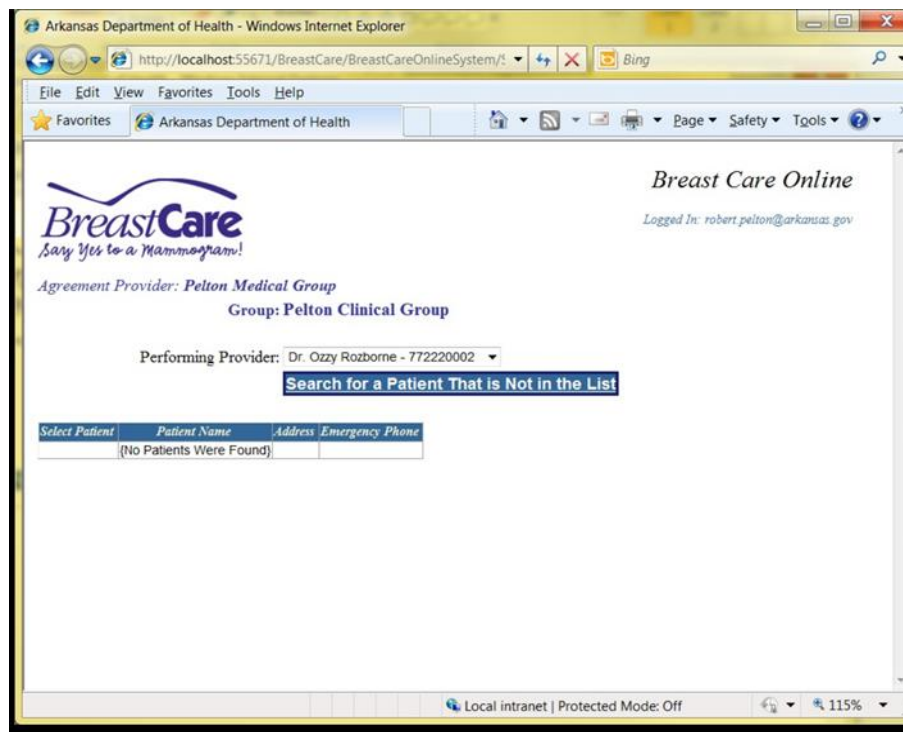 Arkansas Department of Health - Windows Internet Explorer
http://localhost:55671/BreastCare/BreastCareOnlineSystem/
Bing
File Edit View Favorites Tools Help
Favorites Arkansas Department of Health Page Safety Tools
Breast Care Online
Logged In: robert.pelton@arkansas.gov
BreastCare
Say Yes to a Mammogram!
Agreement Provider: Pelton Medical Group
Group: Pelton Clinical Group
Performing Provider: Dr. Ozzy Rozborne - 772220002
Search for a Patient That is Not in the List
Select Patient Patient Name Address Emergency Phone
{No Patients Were Found}
Local intranet | Protected Mode: Off 115%